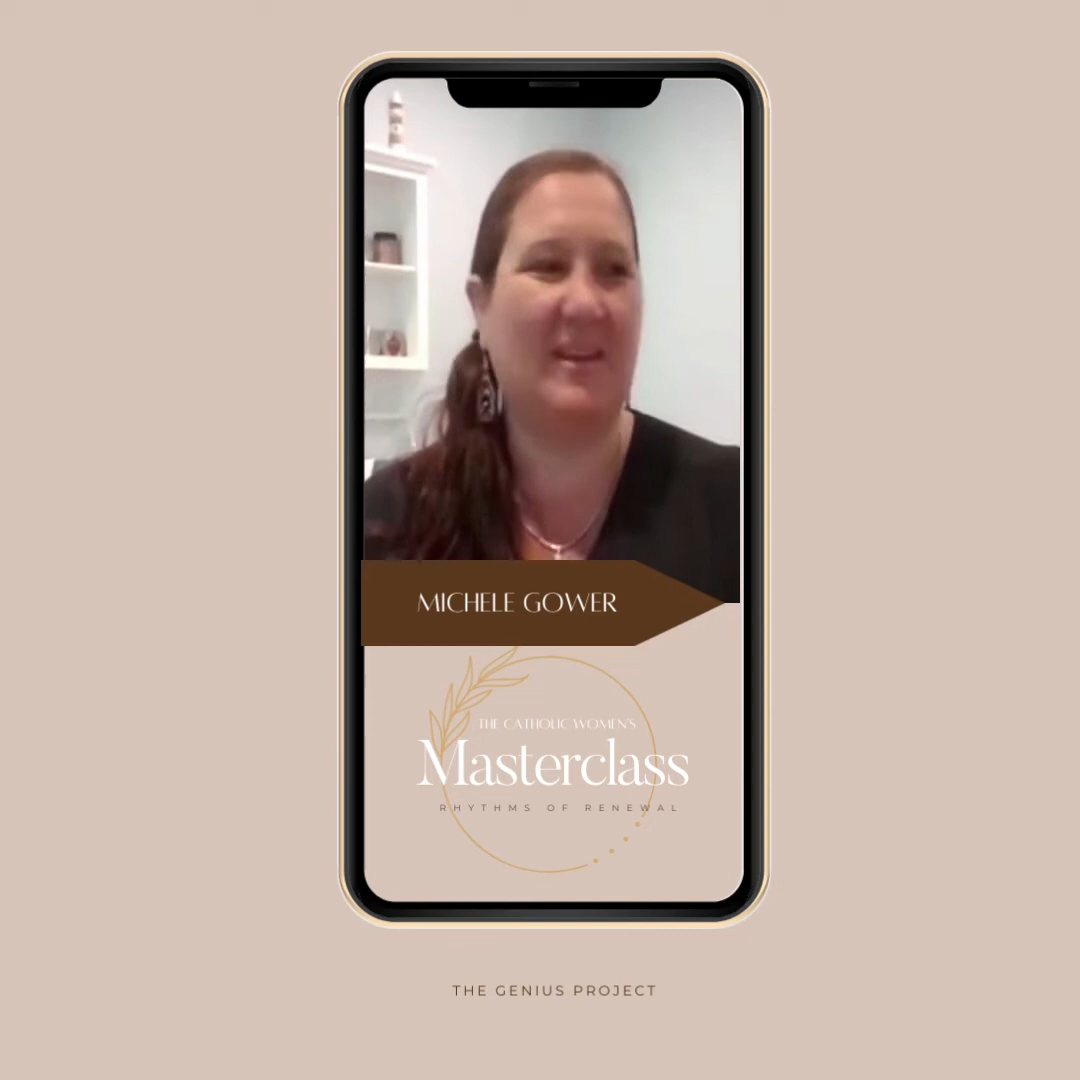 MICHELE GOWER
THE CATHOLIC WOMEN'S
Masterclass
RHYTHMS OF RENEWAL
THE GENIUS PROJECT